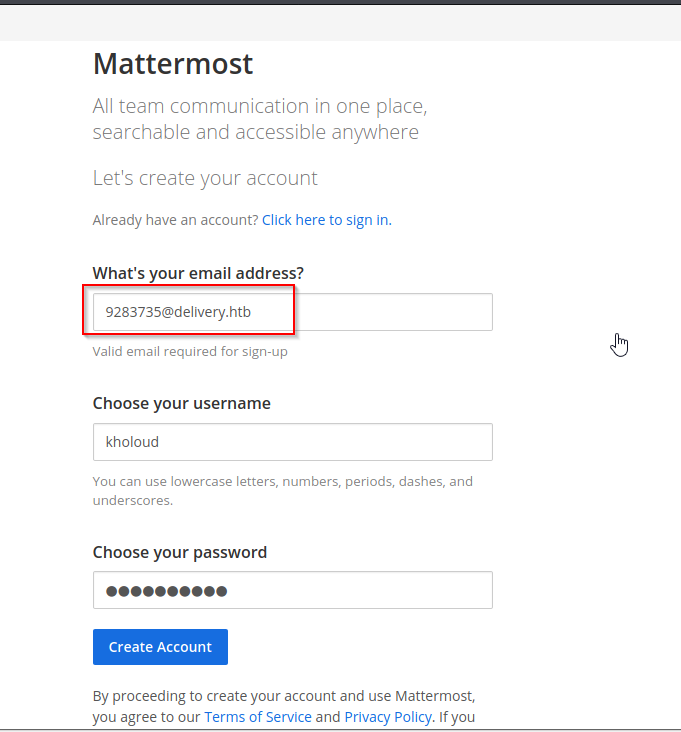 Mattermost
All team communication in one place,
searchable and accessible anywhere
Let's create your account
Already have an account? Click here to sign in.
What's your email address?
9283735@delivery.htb
Valid email required for sign-up
Choose your username
kholoud
You can use lowercase letters, numbers, periods, dashes, and
underscores.
Choose your password
●●●●●●●●●●
Create Account
By proceeding to create your account and use Mattermost,
you agree to our Terms of Service and Privacy Policy. If you